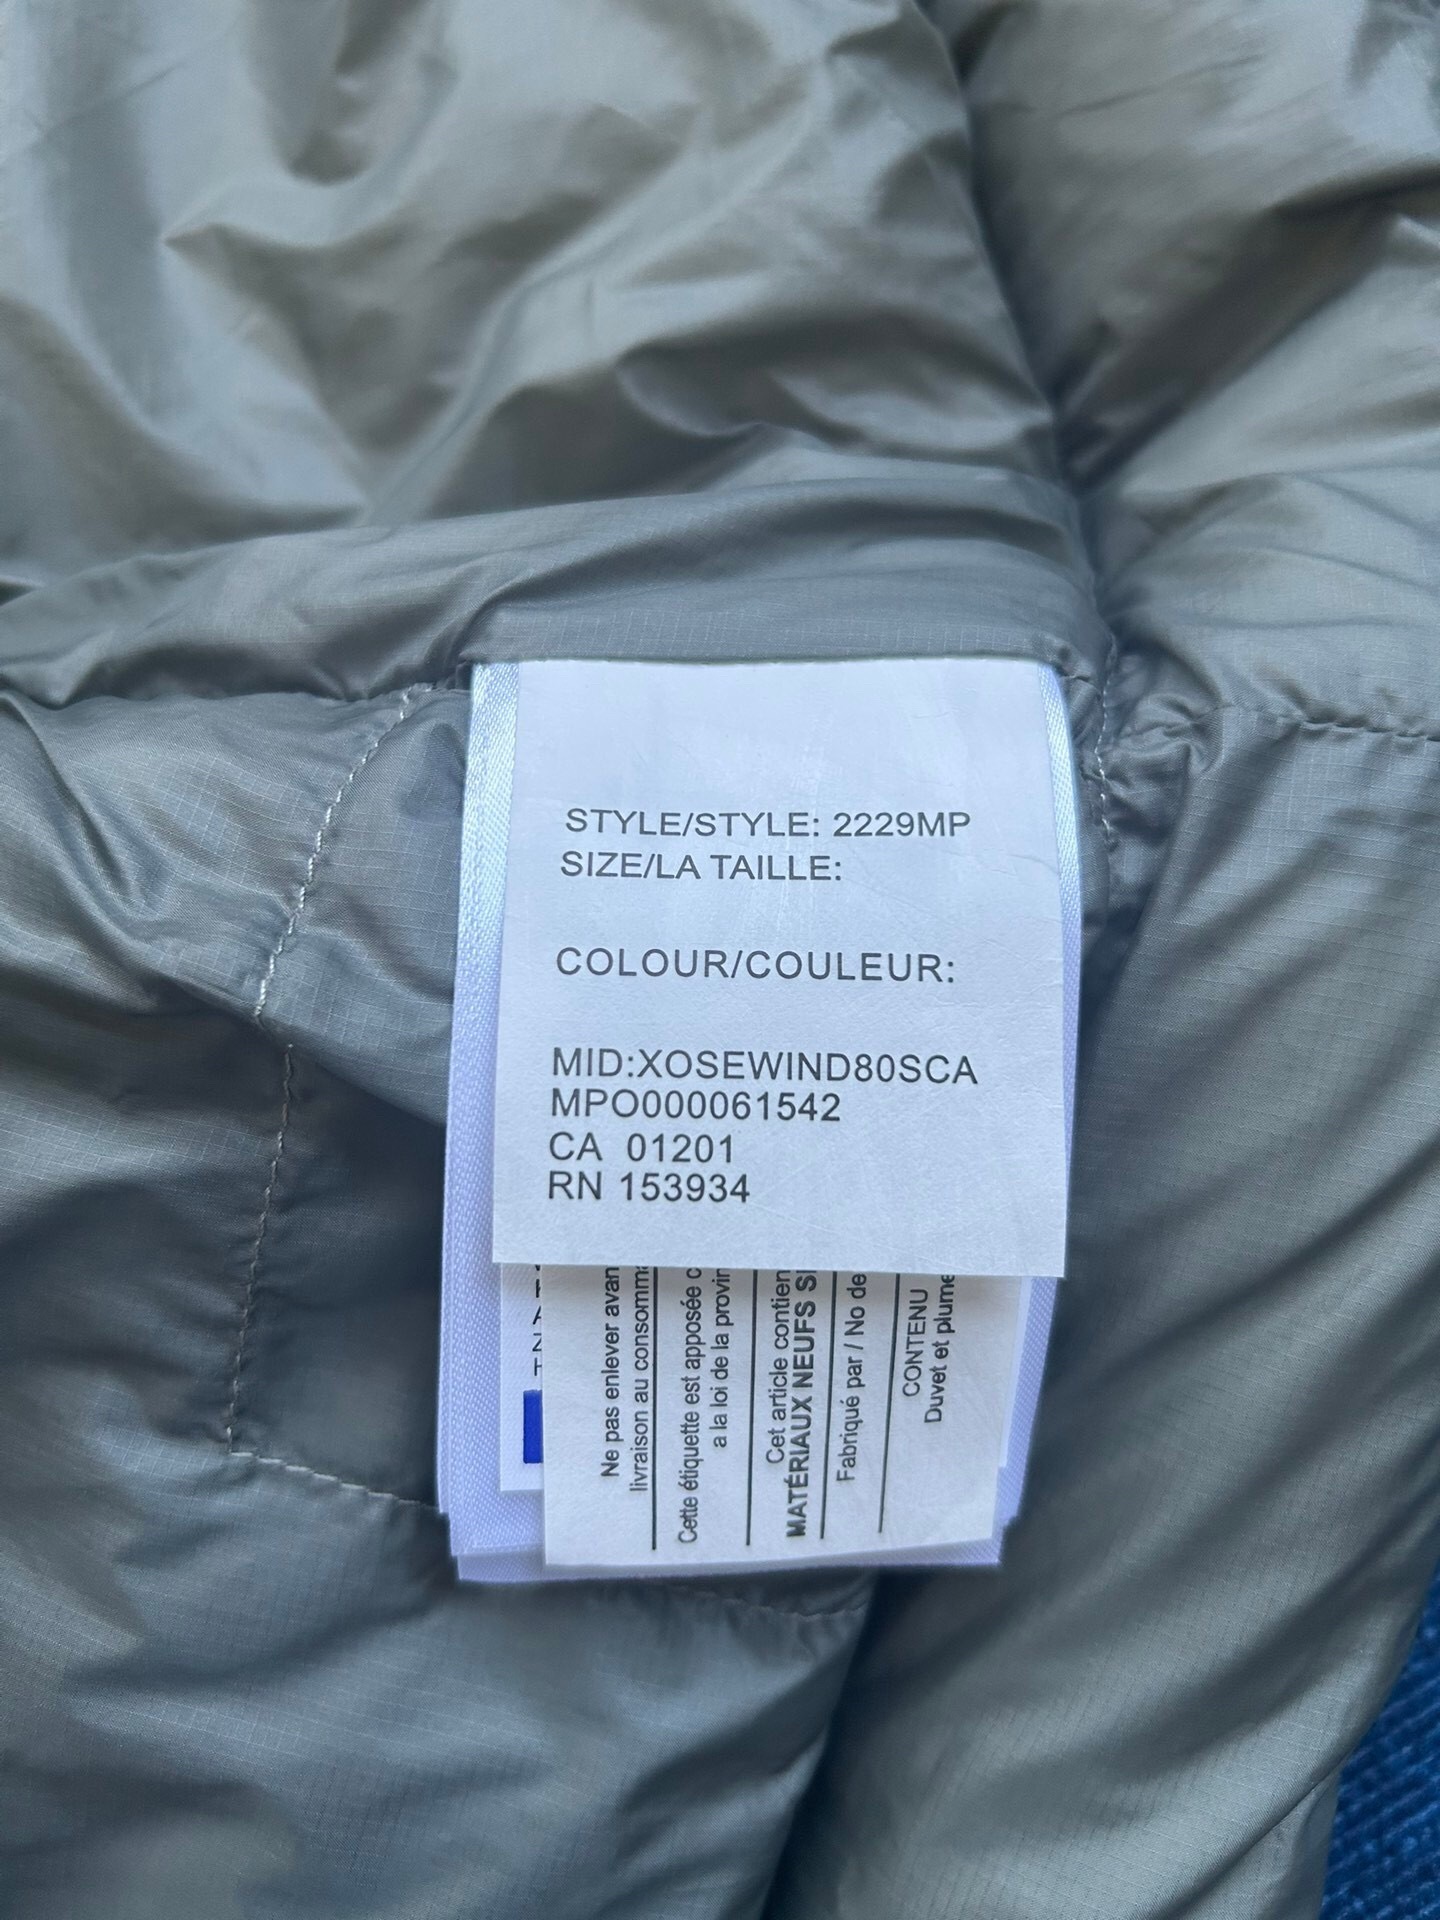 STYLE/STYLE: 2229MP
SIZE/LA TAILLE:
COLOUR/COULEUR:
MID:XOSEWIND80SCA
MPO000061542
CA 01201
RN 153934
Ne pas enlever avan
livraison au consomma
Cette étiquette est apposée c
a la loi de la provin
Cet article contien
MATÉRIAUX NEUFS S
Fabriqué par / No de
CONTENU
Duvet et plume